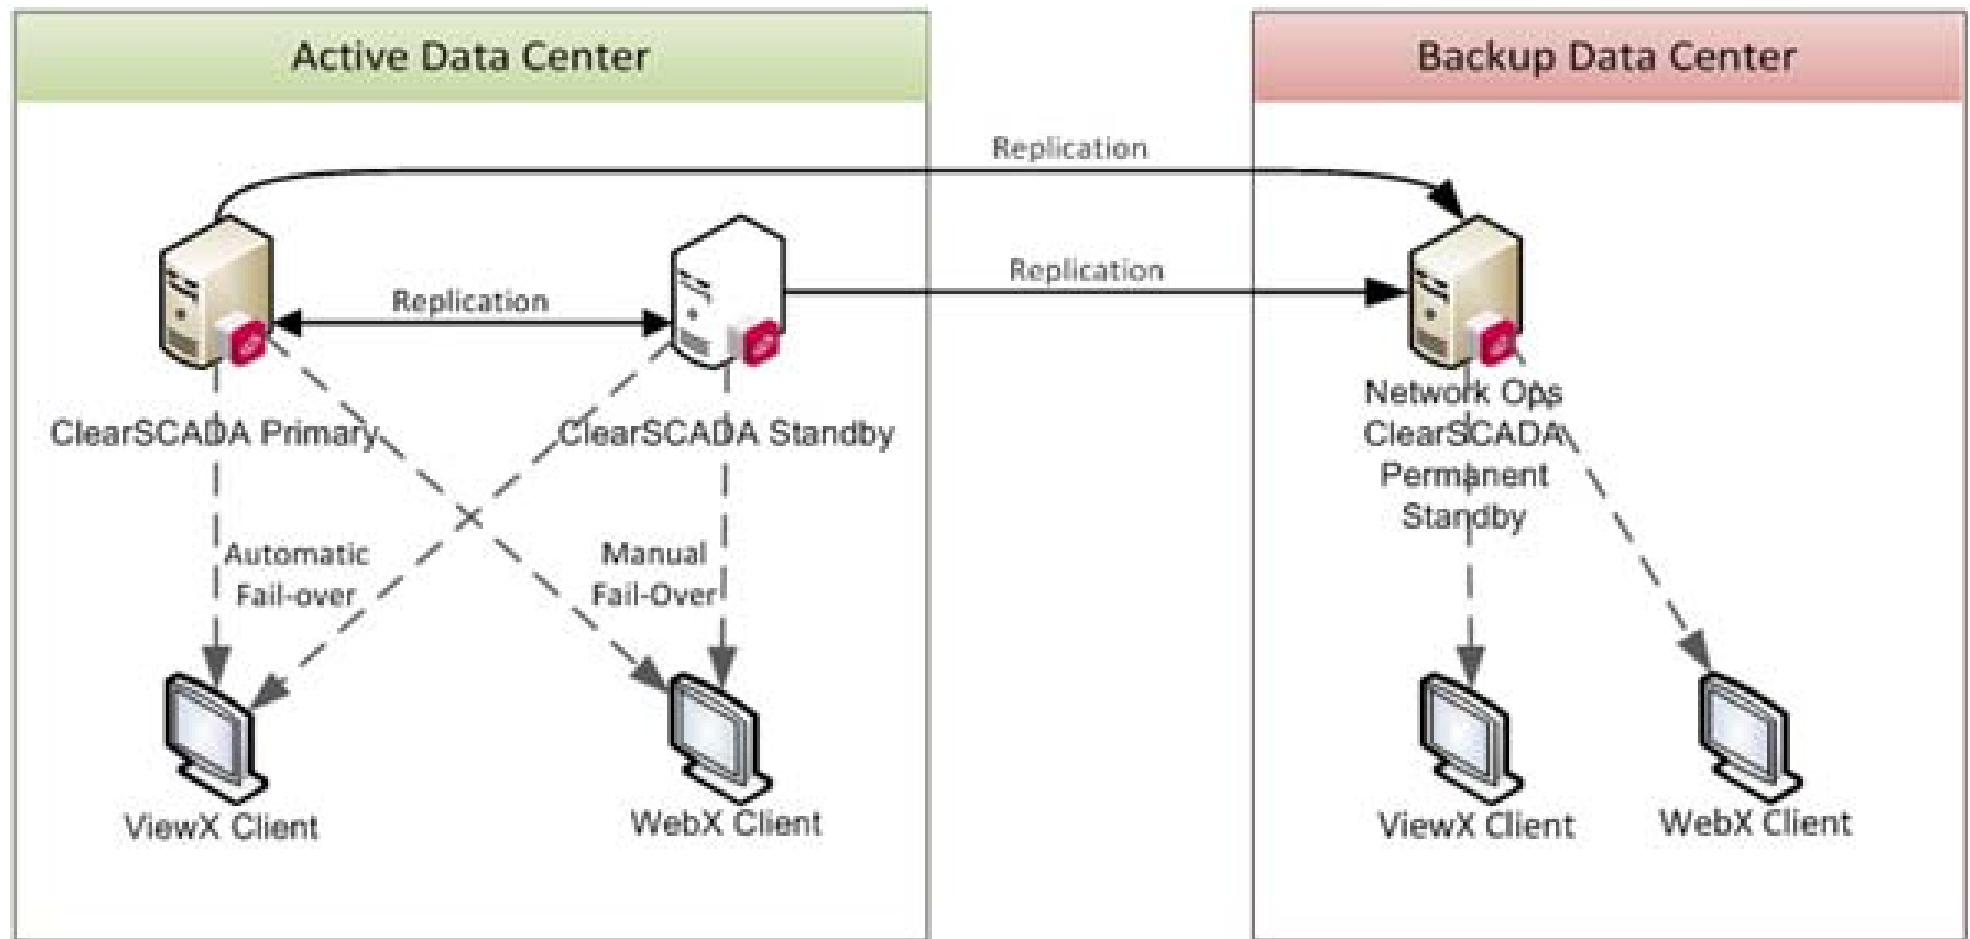 Active Data Center
Backup Data Center
Replication
Replication
Replication
ClearSCADA Primary
ClearSCADA Standby
Network Ops
ClearSCADA
Permanent
Standby
Automatic
Fail-over
Manual
Fail-Over
ViewX Client
WebX Client
ViewX Client
WebX Client